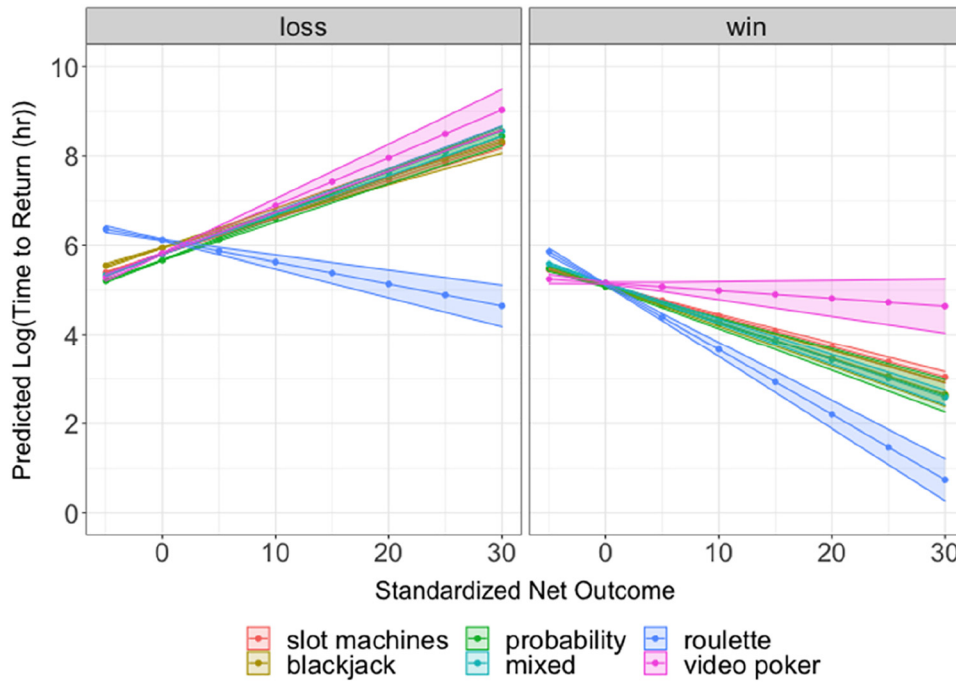 loss win
Predicted Log(Time to Return (hr))
10
8
6
4
2
0
0 10 20 30 0 10 20 30
Standardized Net Outcome
slot machines probability roulette
blackjack mixed video poker